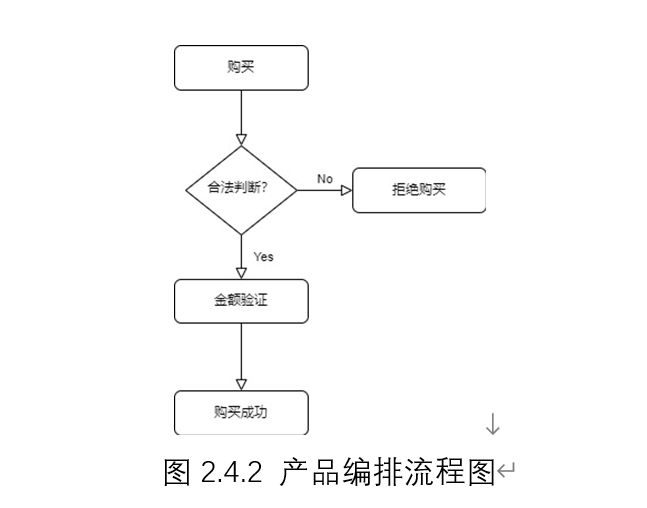 购买
合法判断?
No
拒绝购买
Yes
金额验证
购买成功
图 2.4.2 产品编排流程图